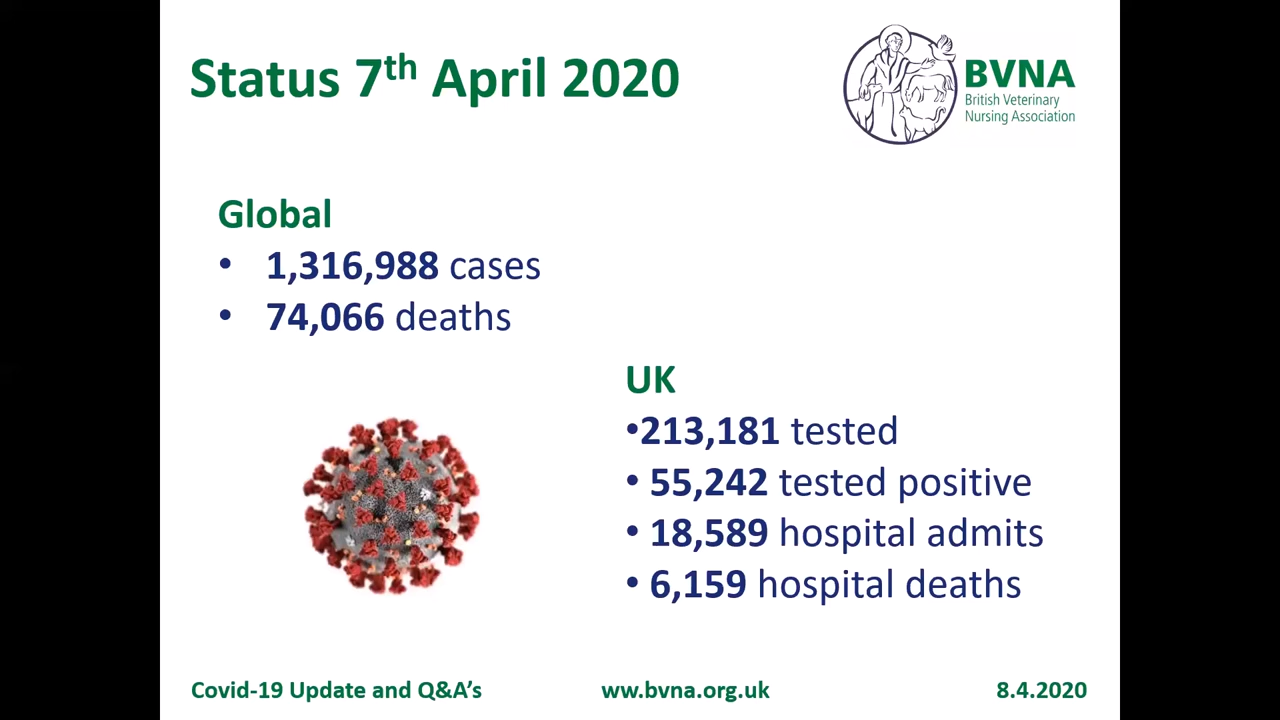 Status 7th April 2020
BVNA
British Veterinary
Nursing Association
Global
• 1,316,988 cases
• 74,066 deaths
UK
•213,181 tested
• 55,242 tested positive
• 18,589 hospital admits
• 6,159 hospital deaths
Covid-19 Update and Q&A's
ww.bvna.org.uk
8.4.2020